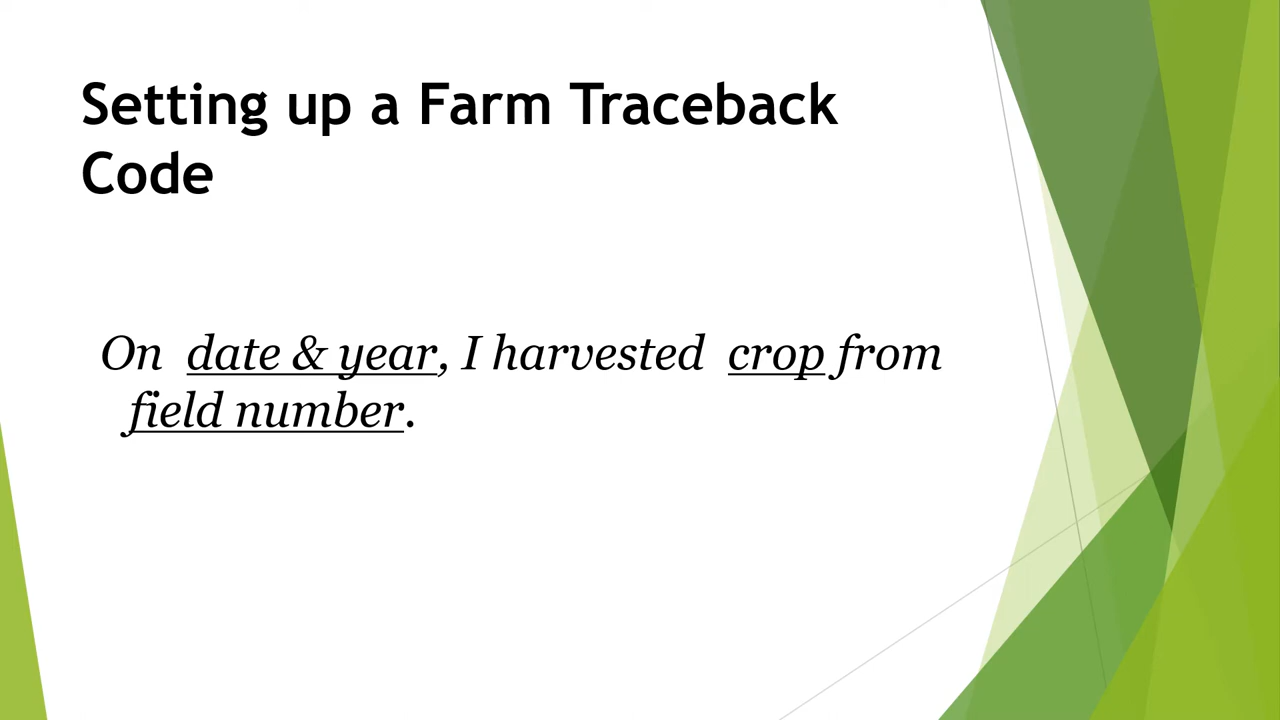 Setting up a Farm Traceback
Code
On date & year, I harvested crop from
field number.